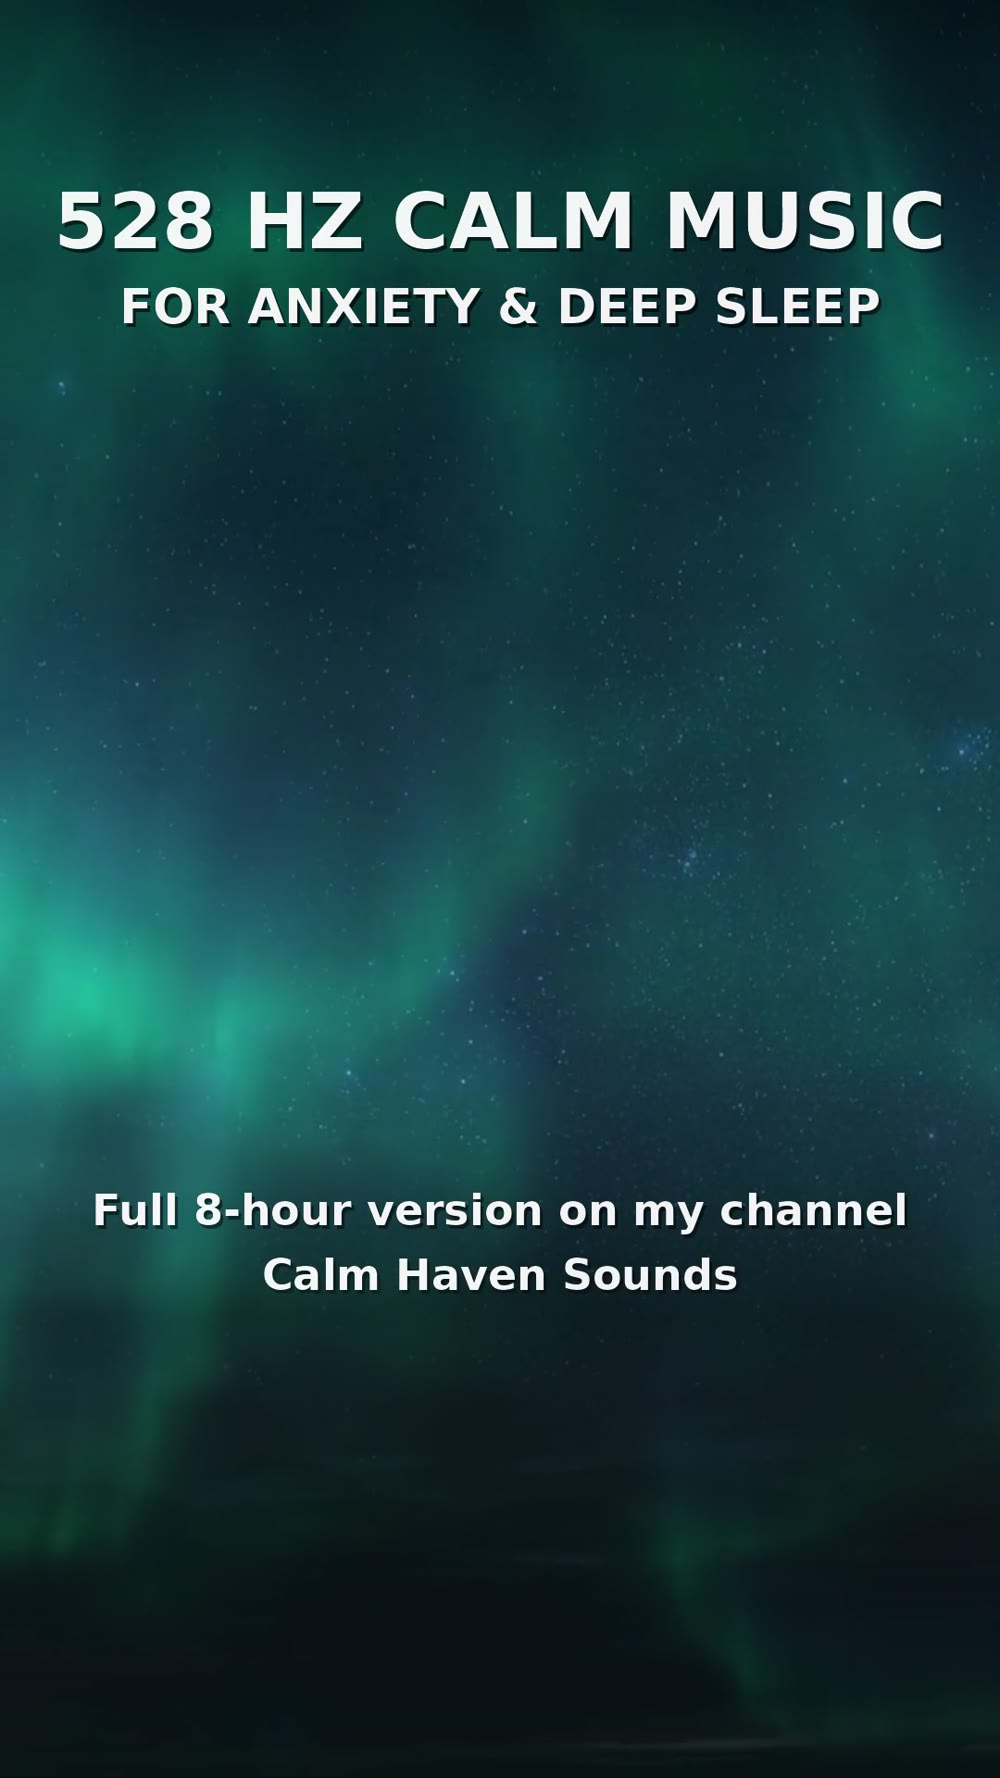 528 HZ CALM MUSIC
FOR ANXIETY & DEEP SLEEP
Full 8-hour version on my channel
Calm Haven Sounds